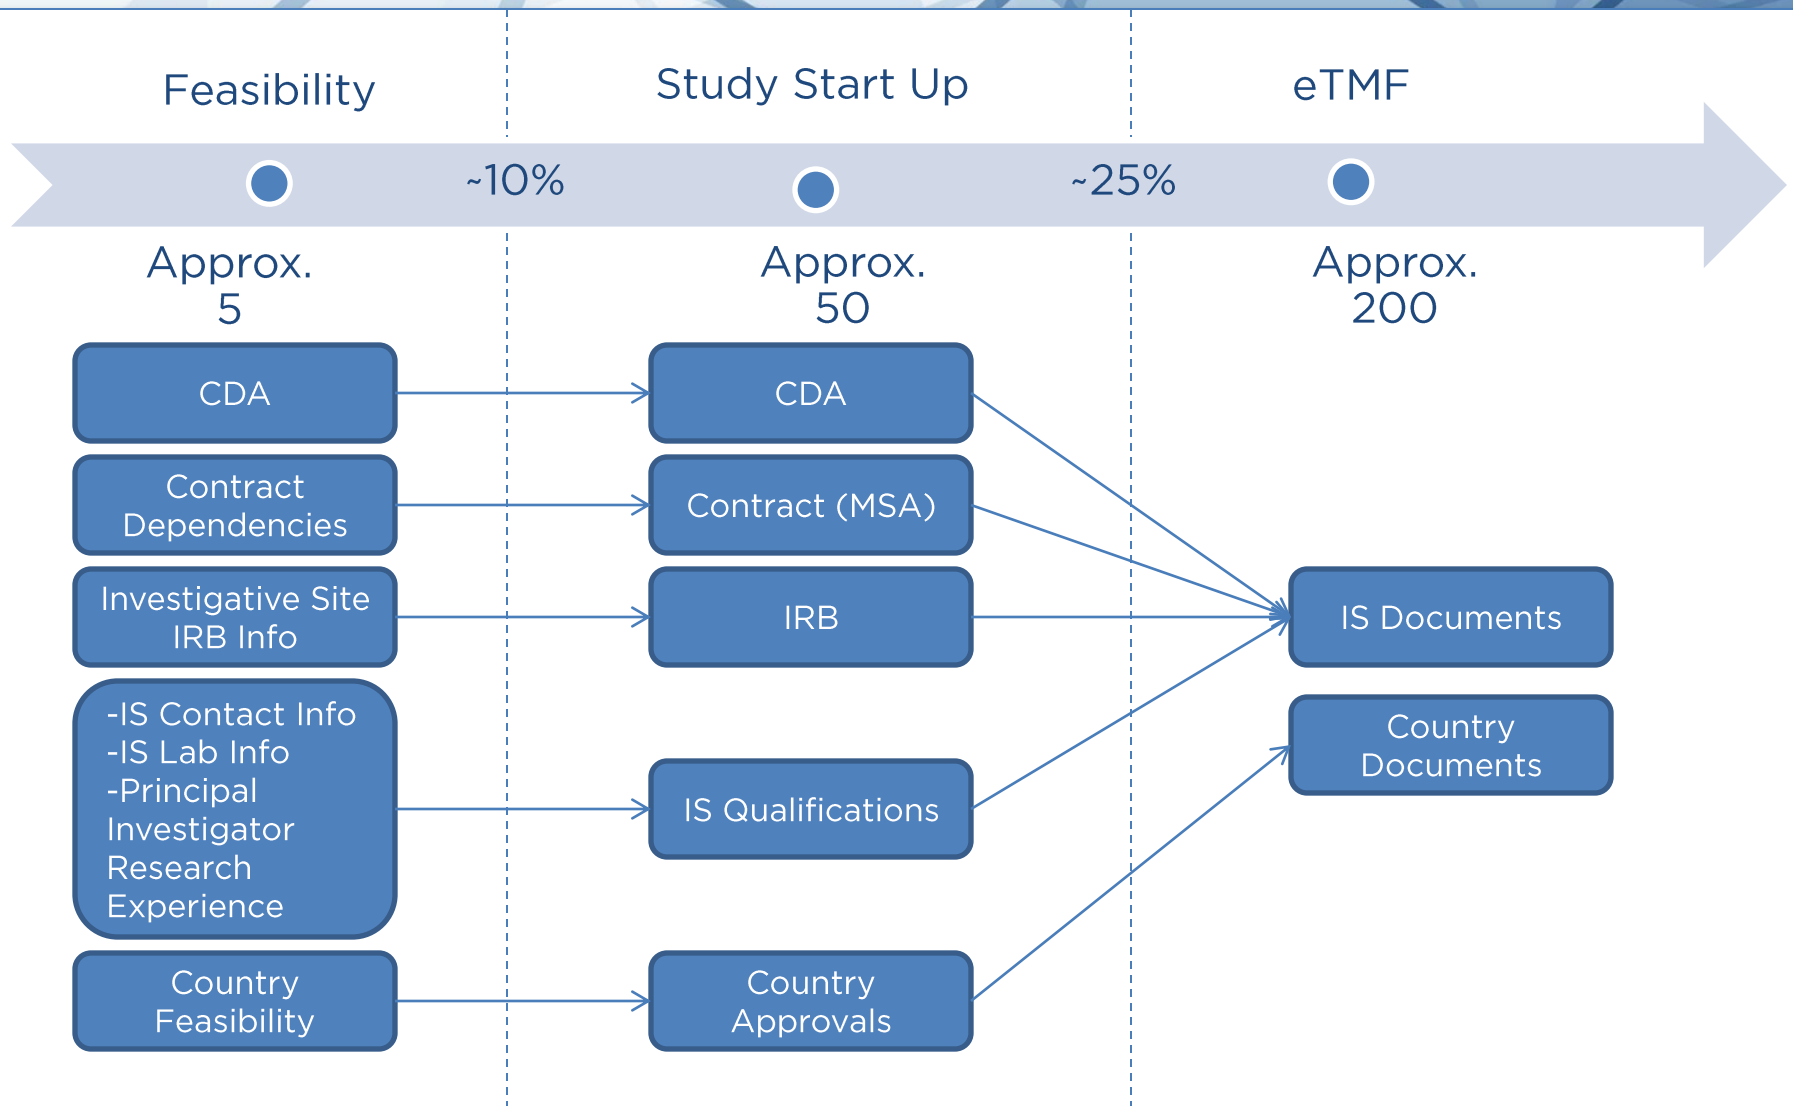 Feasibility
Study Start Up
eTMF
~10%
~25%
Approx.
5
Approx.
50
Approx.
200
CDA
CDA
Contract
Dependencies
Contract (MSA)
Investigative Site
IRB Info
IRB
IS Documents
-IS Contact Info
-IS Lab Info
-Principal
Investigator
Research
Experience
IS Qualifications
Country
Documents
Country
Feasibility
Country
Approvals